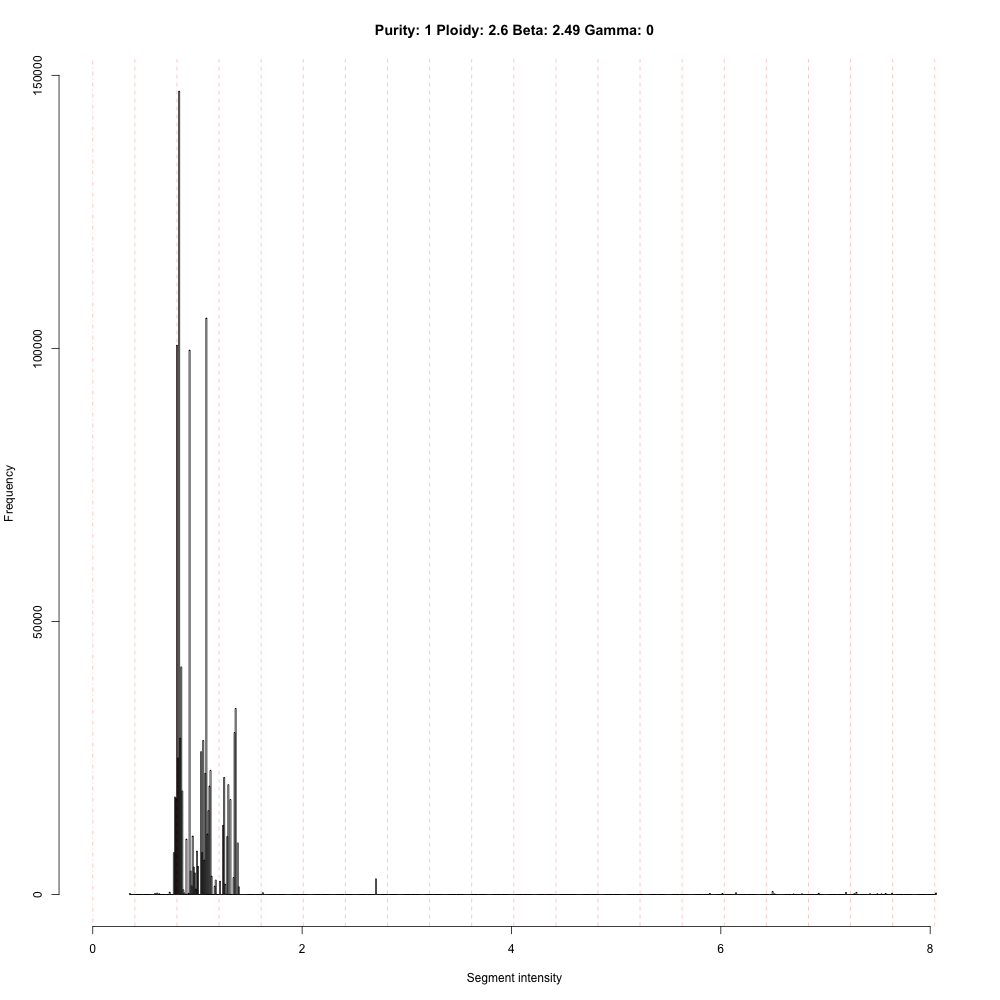 Purity: 1 Ploidy: 2.6 Beta: 2.49 Gamma: 0
150000
100000
50000
0
Frequency
0 2 4 6 8
Segment intensity